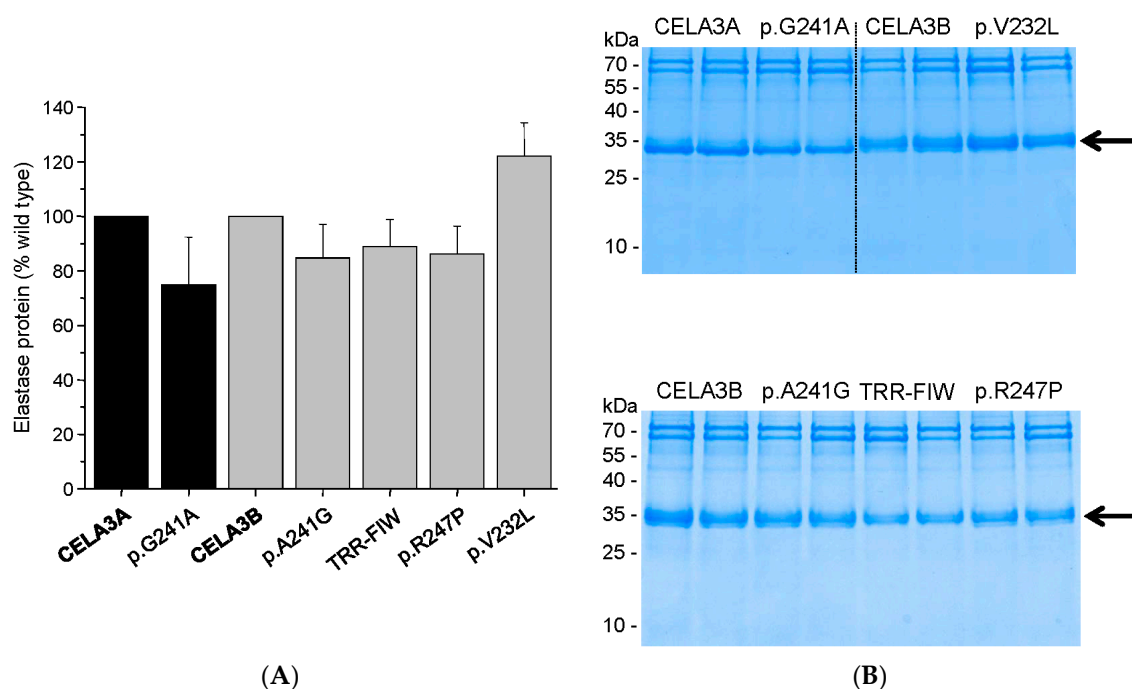 140
120
100
80
60
40
20
0
Elastase protein (% wild type)
CELA3A
p.G241A
CELA3B
p.A241G
TRR-FIW
p.R247P
p.V232L
(A)
CELA3A p.G241A CELA3B p.V232L
kDa
70 -
55 -
40 -
35 -
25 -
10 -
CELA3B p.A241G TRR-FIW p.R247P
kDa
70 -
55 -
40 -
35 -
25 -
10 -
(B)